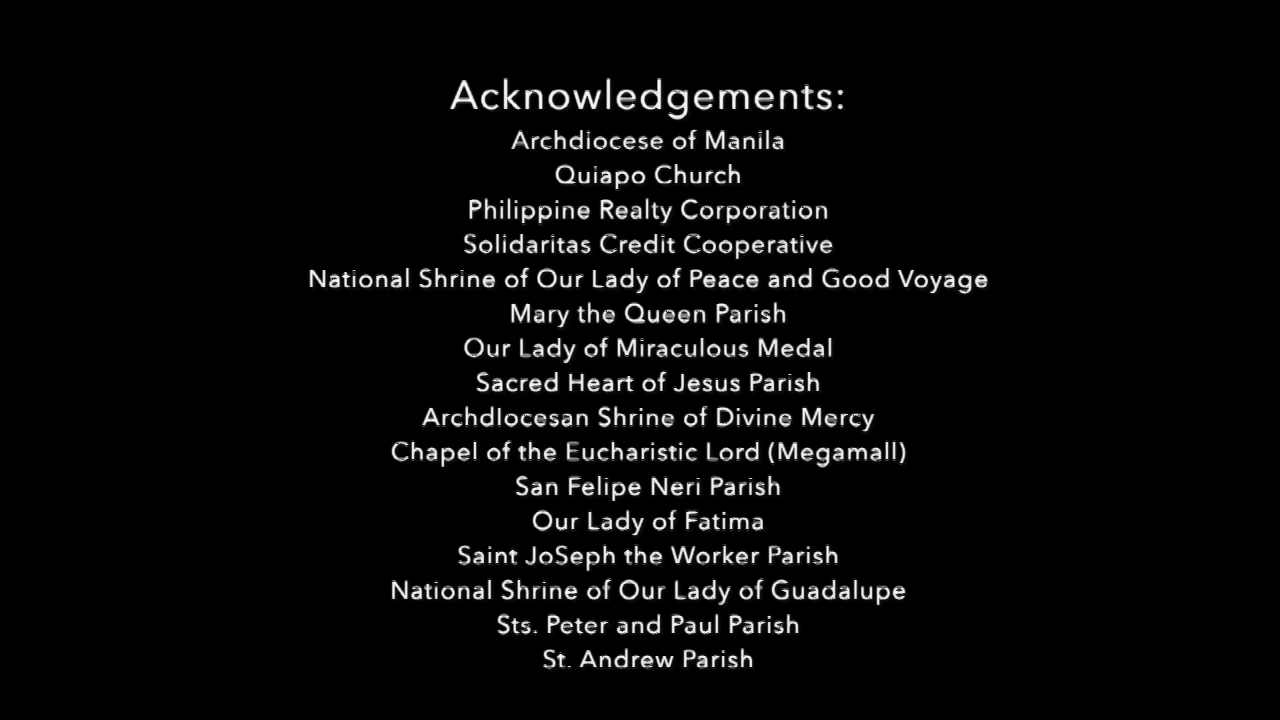 Acknowledgements:
Archdiocese of Manila
Quiapo Church
Philippine Realty Corporation
Solidaritas Credit Cooperative
National Shrine of Our Lady of Peace and Good Voyage
Mary the Queen Parish
Our Lady of Miraculous Medal
Sacred Heart of Jesus Parish
ArchdIocesan Shrine of Divine Mercy
Chapel of the Eucharistic Lord (Megamall)
San Felipe Neri Parish
Our Lady of Fatima
Saint JoSeph the Worker Parish
National Shrine of Our Lady of Guadalupe
Sts. Peter and Paul Parish
St. Andrew Parish